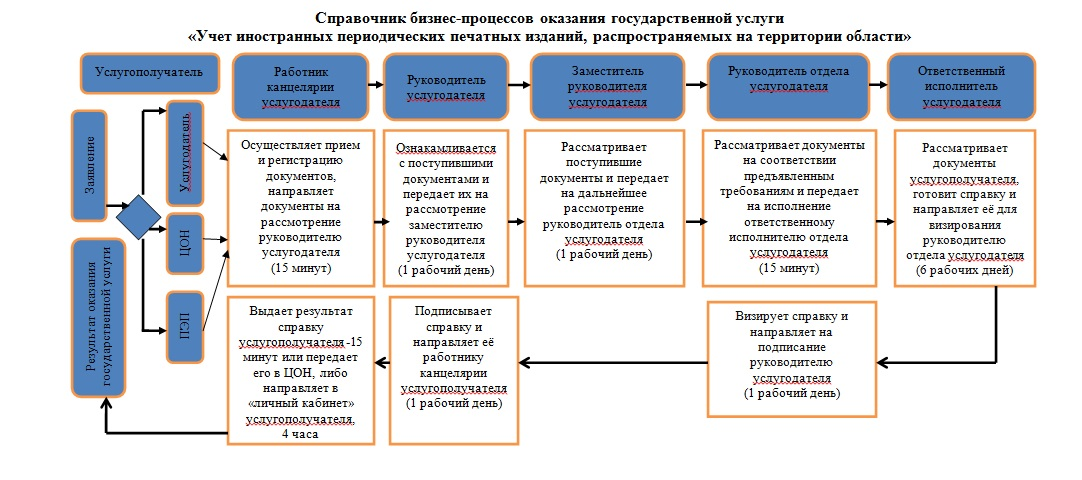 Справочник бизнес-процессов оказания государственной услуги
«Учет иностранных периодических печатных изданий, распространяемых на территории области»
Услугополучатель
Работник
канцелярии
услугодателя
Руководитель
услугодателя
Заместитель
руководителя
услугодателя
Руководитель отдела
услугодателя
Ответственный
исполнитель
услугодателя
Заявление
Услугодатель
ЦОН
ПЭП
Результат оказания
государственной услуги
Осуществляет прием
и регистрацию
документов,
направляет
документы на
рассмотрение
руководителю
услугодателя
(15 минут)
Ознакамливается
с поступившими
документами и
передает их на
рассмотрение
заместителю
руководителя
услугодателя
(1 рабочий день)
Рассматривает
поступившие
документы и передает
на дальнейшее
рассмотрение
руководитель отдела
услугодателя
(1 рабочий день)
Рассматривает документы
на соответствии
предъявленным
требованиям и передает
на исполнение
ответственному
исполнителю отдела
услугодателя
(15 минут)
Рассматривает
документы
услугополучателя,
готовит справку и
направляет её для
визирования
руководителю
отдела услугодателя
(6 рабочих дней)
Выдает результат
справку
услугополучателя -15
минут или передает
его в ЦОН, либо
направляет в
«личный кабинет»
услугополучателя,
4 часа
Подписывает
справку и
направляет её
работнику
канцелярии
услугополучателя
(1 рабочий день)
Визирует справку и
направляет на
подписание
руководителю
услугодателя
(1 рабочий день)